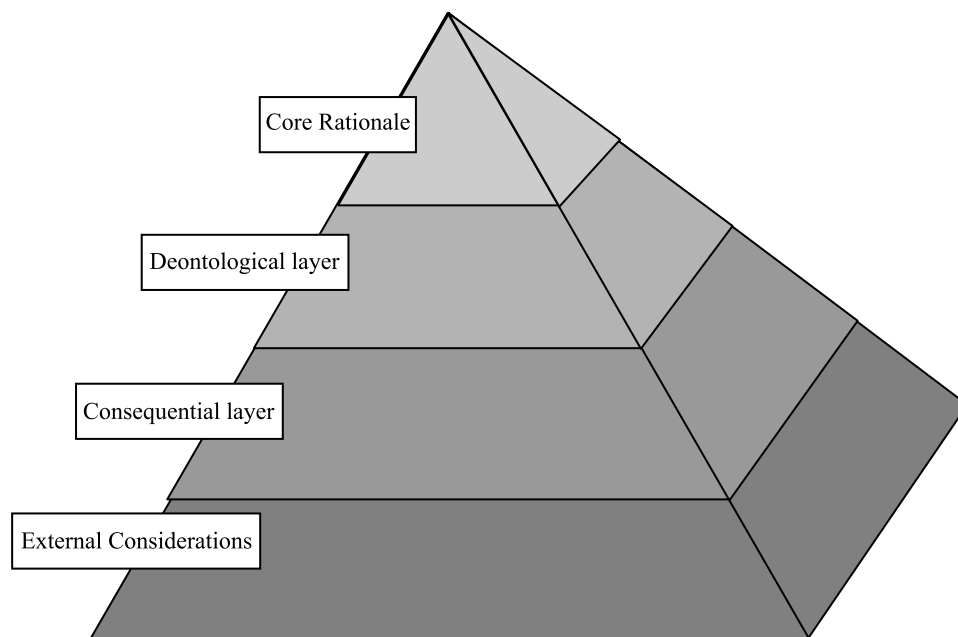 Core Rationale
Deontological layer
Consequential layer
External Considerations